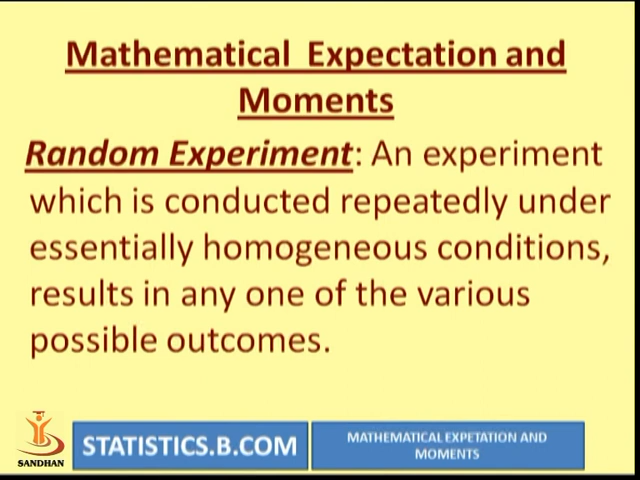 Mathematical Expectation and
Moments
Random Experiment: An experiment
which is conducted repeatedly under
essentially homogeneous conditions,
results in any one of the various
possible outcomes.
SANDHAN
STATISTICS.B.COM
MATHEMATICAL EXPETATION AND
MOMENTS